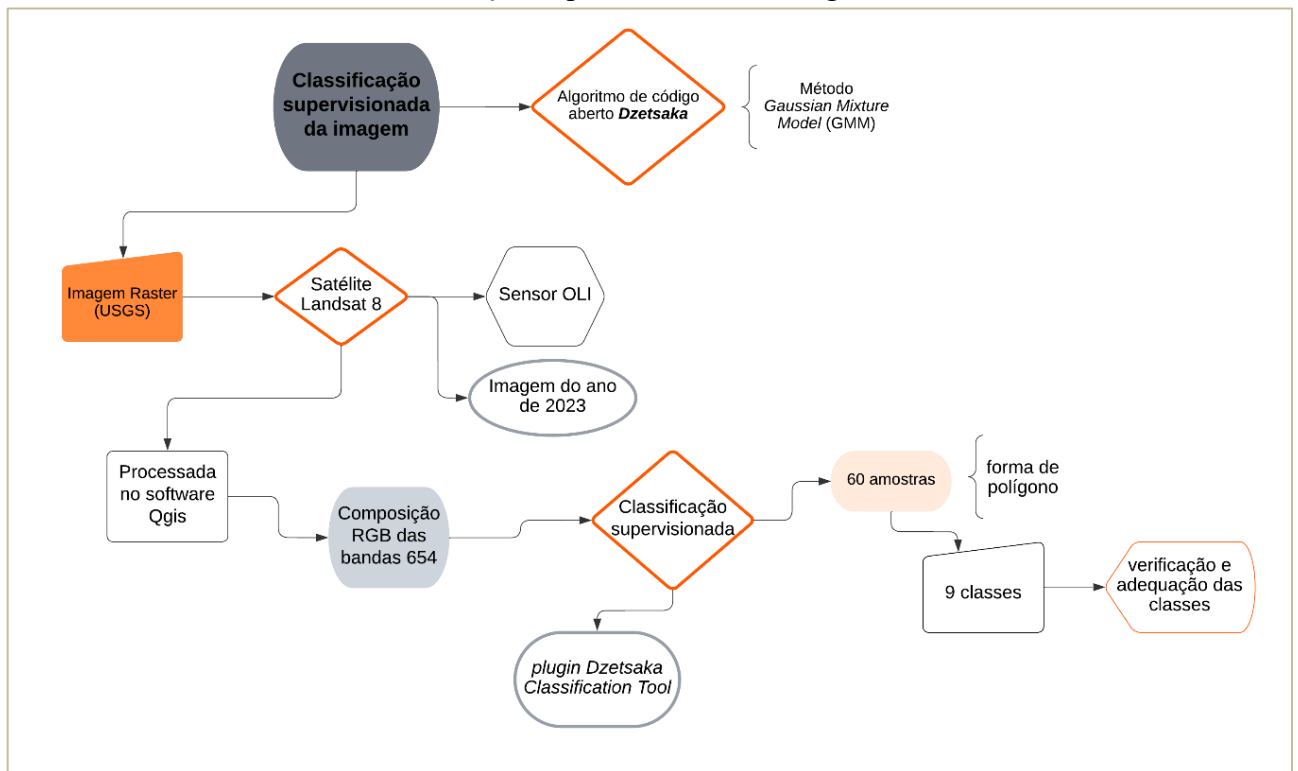 Classificação
supervisionada
da imagem
Algoritmo de código
aberto Dzetsaka
Método
Gaussian Mixture
Model (GMM)
Imagem Raster
(USGS)
Satélite
Landsat 8
Sensor OLI
Imagem do ano
de 2023
Processada
no software
Qgis
Composição
RGB das
bandas 654
Classificação
supervisionada
60 amostras
forma de
polígono
9 classes
verificação e
adequação das
classes
plugin Dzetsaka
Classification Tool